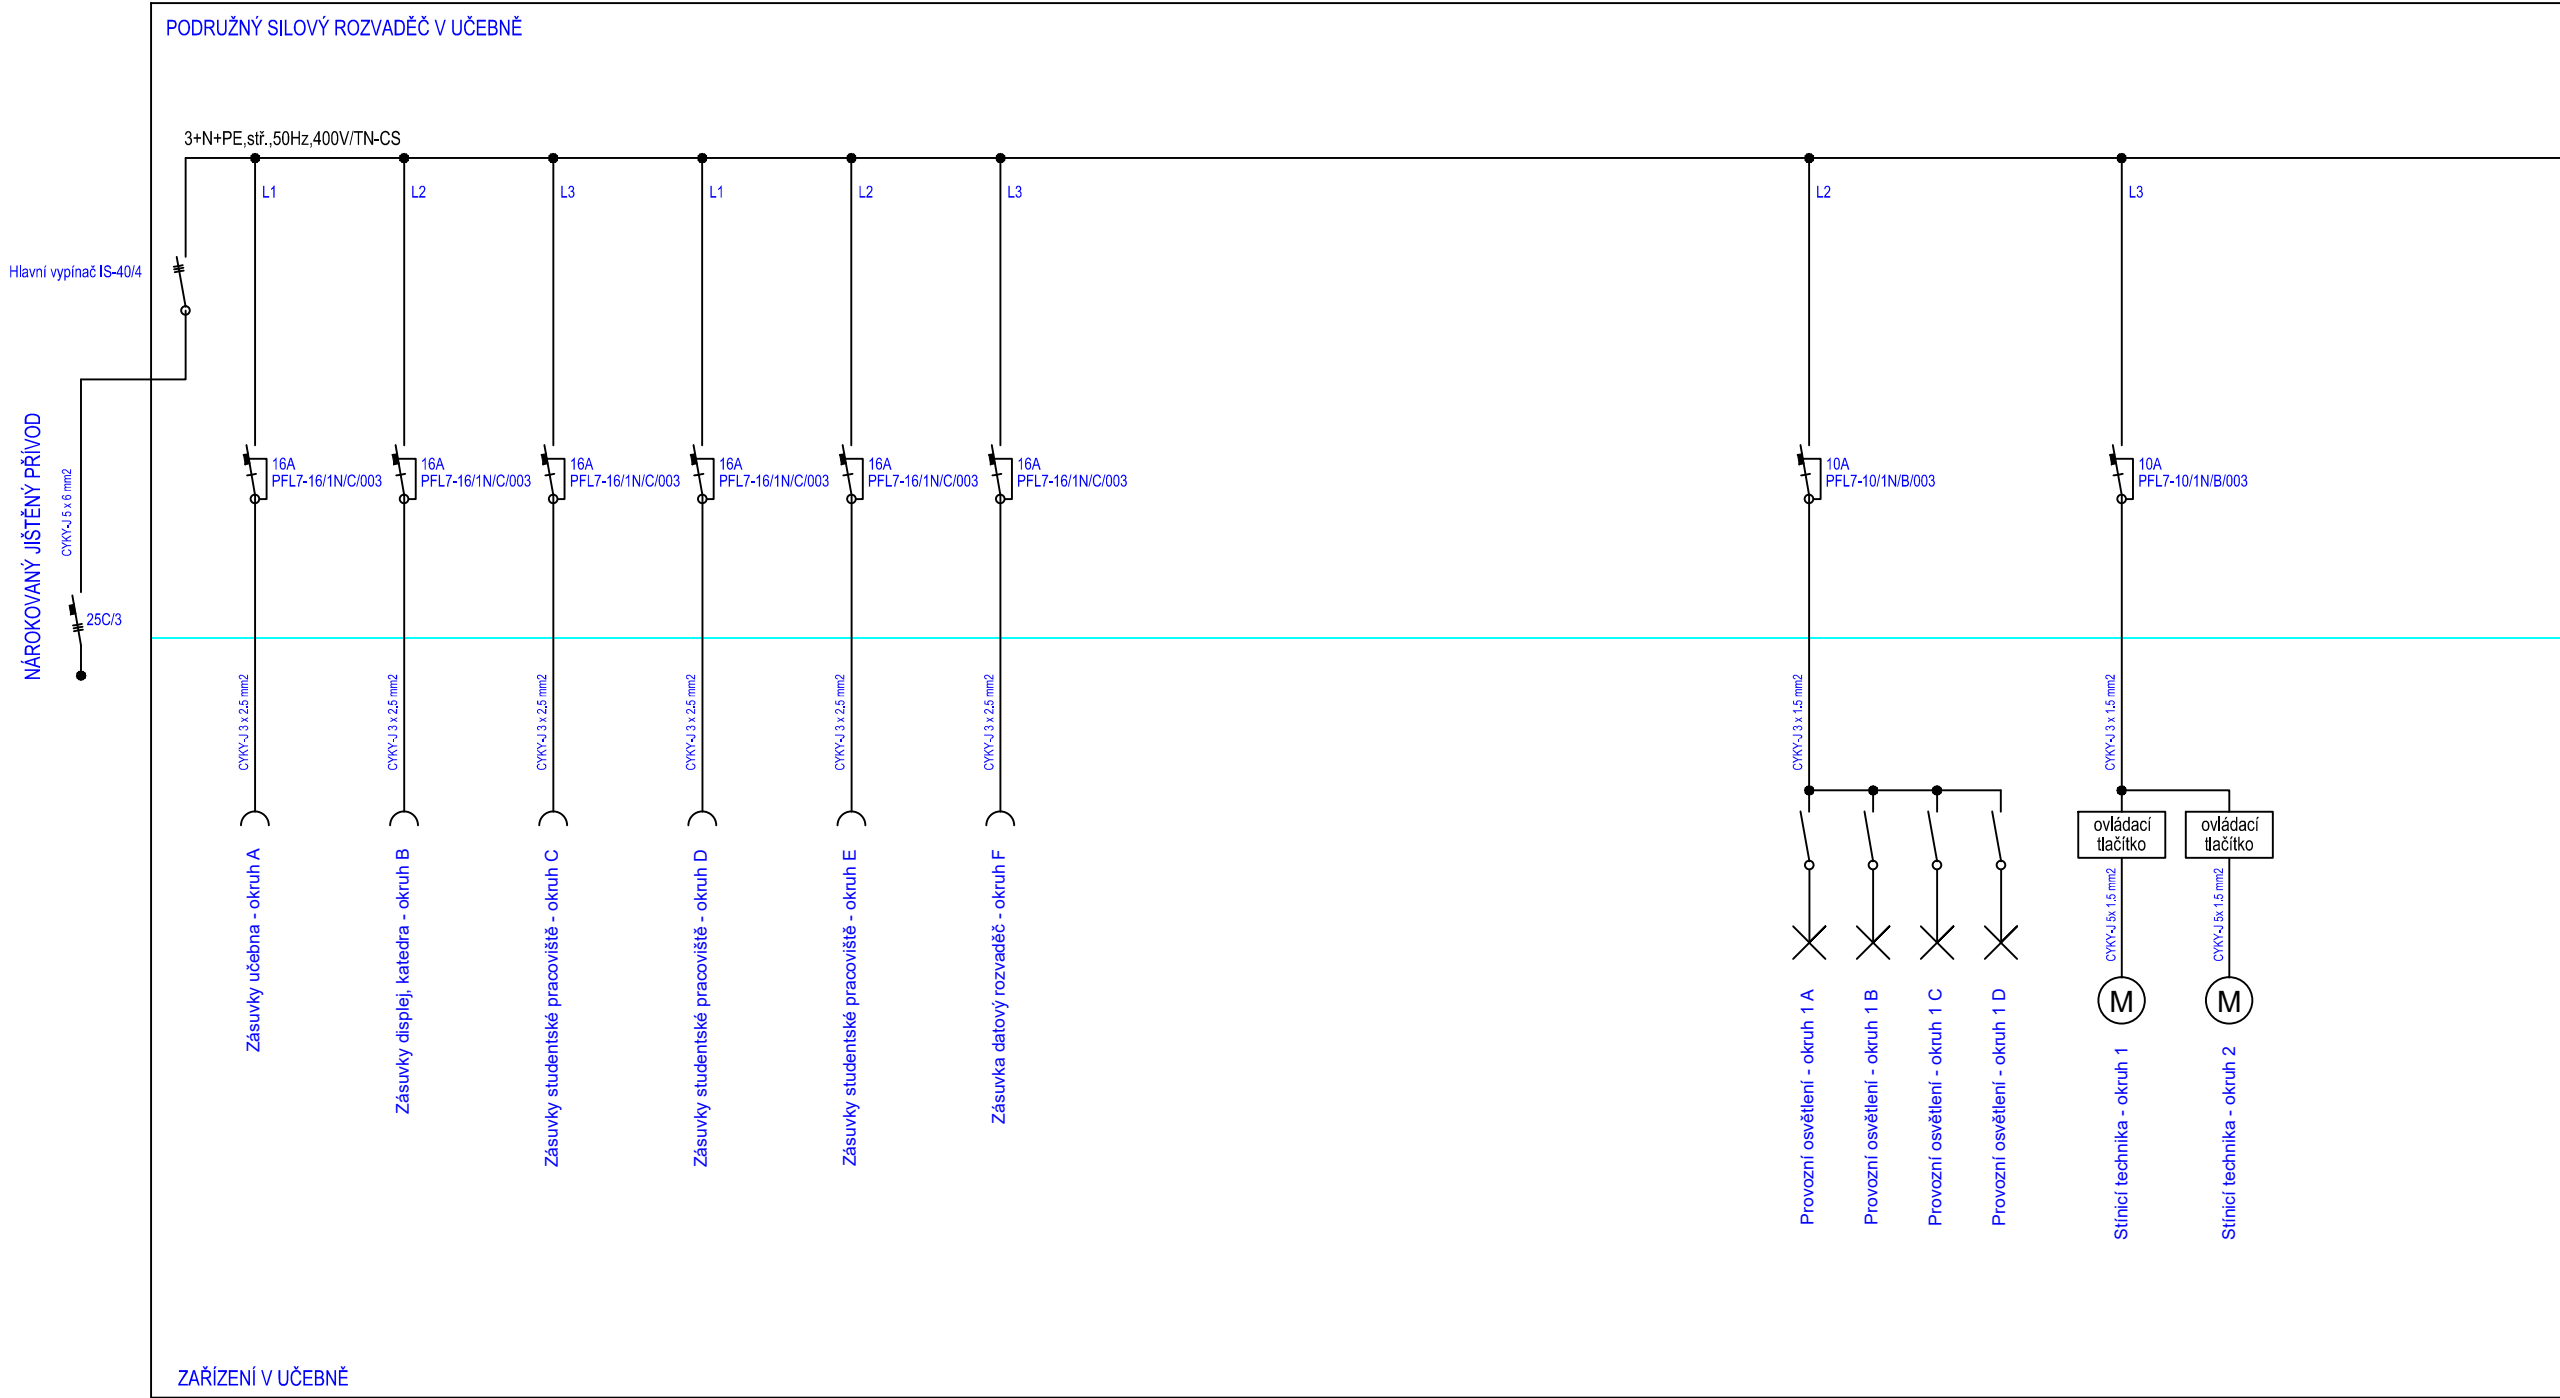 PODRUŽNÝ SILOVÝ ROZVADĚČ V UČEBNĚ
3+N+PE,stř.,50Hz,400V/TN-CS
L1
L2
L3
L1
L2
L3
L2
L3
Hlavní vypínač IS-40/4
NÁROKOVANÝ JIŠTĚNÝ PŘÍVOD
CYKY-J 5 x 6 mm2
25C/3
16A
PFL7-16/1N/C/003
16A
PFL7-16/1N/C/003
16A
PFL7-16/1N/C/003
16A
PFL7-16/1N/C/003
16A
PFL7-16/1N/C/003
16A
PFL7-16/1N/C/003
10A
PFL7-10/1N/B/003
10A
PFL7-10/1N/B/003
CYKY-J 3 x 2.5 mm2
CYKY-J 3 x 2.5 mm2
CYKY-J 3 x 2.5 mm2
CYKY-J 3 x 2.5 mm2
CYKY-J 3 x 2.5 mm2
CYKY-J 3 x 2.5 mm2
CYKY-J 3 x 1.5 mm2
CYKY-J 3 x 1.5 mm2
ovládací
tlačítko
ovládací
tlačítko
CYKY-J 5x 1.5 mm2
CYKY-J 5x 1.5 mm2
M
M
Zásuvky učebna - okruh A
Zásuvky displej, katedra - okruh B
Zásuvky studentské pracoviště - okruh C
Zásuvky studentské pracoviště - okruh D
Zásuvky studentské pracoviště - okruh E
Zásuvka datový rozvaděč - okruh F
Provozní osvětlení - okruh 1 A
Provozní osvětlení - okruh 1 B
Provozní osvětlení - okruh 1 C
Provozní osvětlení - okruh 1 D
Stínicí technika - okruh 1
Stínicí technika - okruh 2
ZAŘÍZENÍ V UČEBNĚ